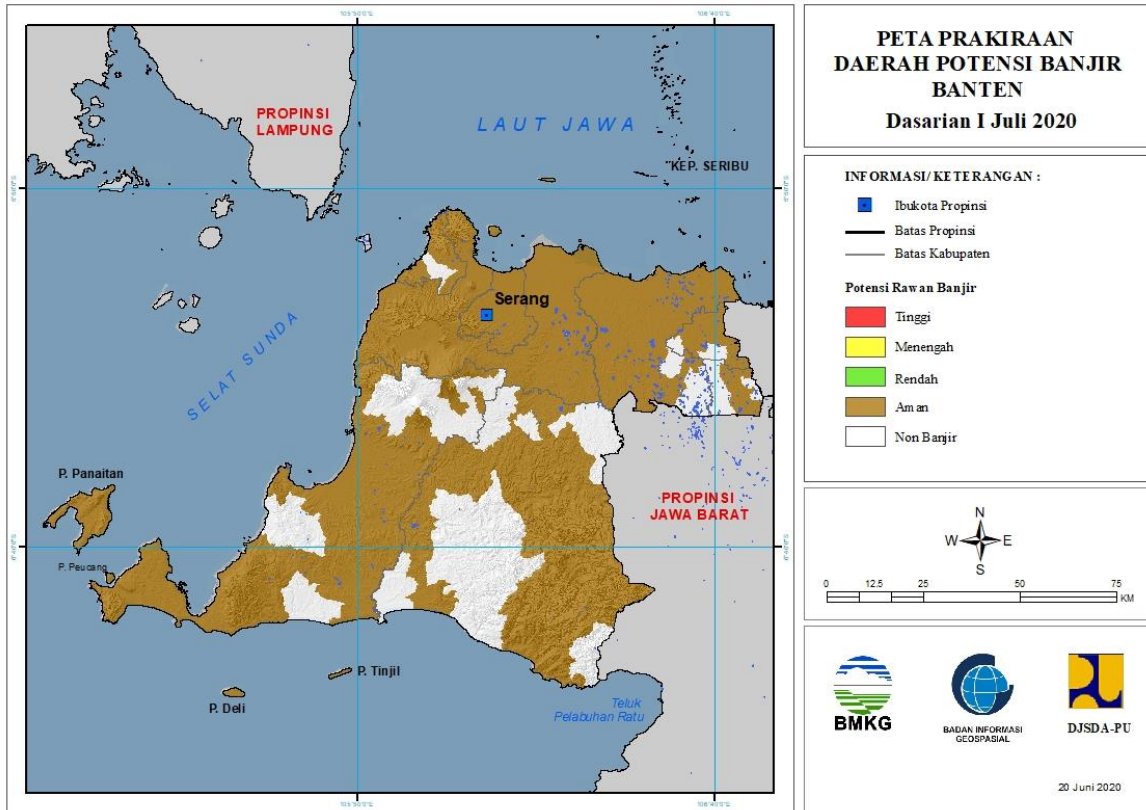 PETA PRAKIRAAN
DAERAH POTENSI BANJIR
BANTEN
Dasarian I Juli 2020
INFORMASI/ KETERANGAN :
Ibukota Propinsi
Batas Propinsi
Batas Kabupaten
Potensi Rawan Banjir
Tinggi
Menengah
Rendah
Aman
Non Banjir
N
W
E
S
0 12.5 25 50 75
KM
BMKG
BADAN INFORMASI
GEOSPASIAL
DJSDA-PU
20 Juni 2020
PROPINSI
LAMPUNG
LAUT JAWA
KEP. SERIBU
Serang
SELAT SUNDA
P. Panaitan
PROPINSI
JAWA BARAT
P. Peucang
P. Tinjil
P. Deli
Teluk
Pelabuhan Ratu